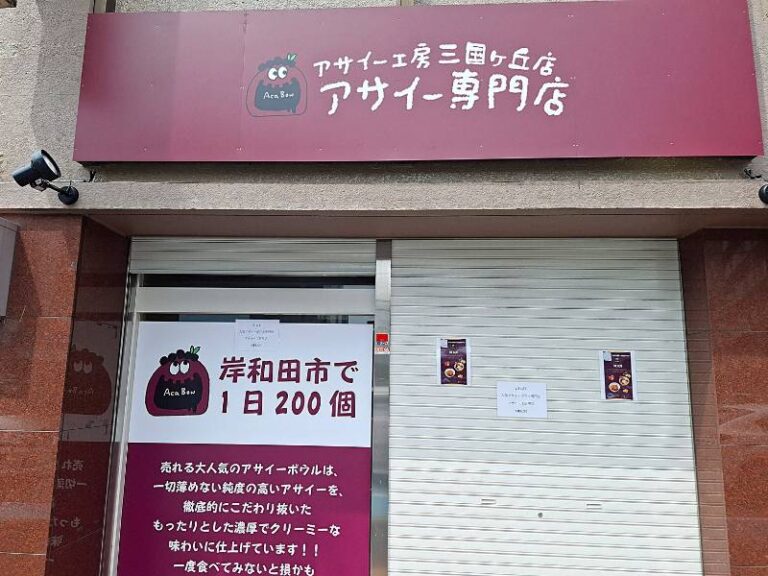 アサイー工房 三国ヶ丘店
アサイー専門店
Aca Bow
岸和田市で
1日200個
Aca Bow
売れる大人気のアサイーボウルは、
一切薄めない純度の高いアサイーを、
徹底的にこだわり抜いた
もったりとした濃厚でクリーミーな
味わいに仕上げています!!
一度食べてみないと損かも